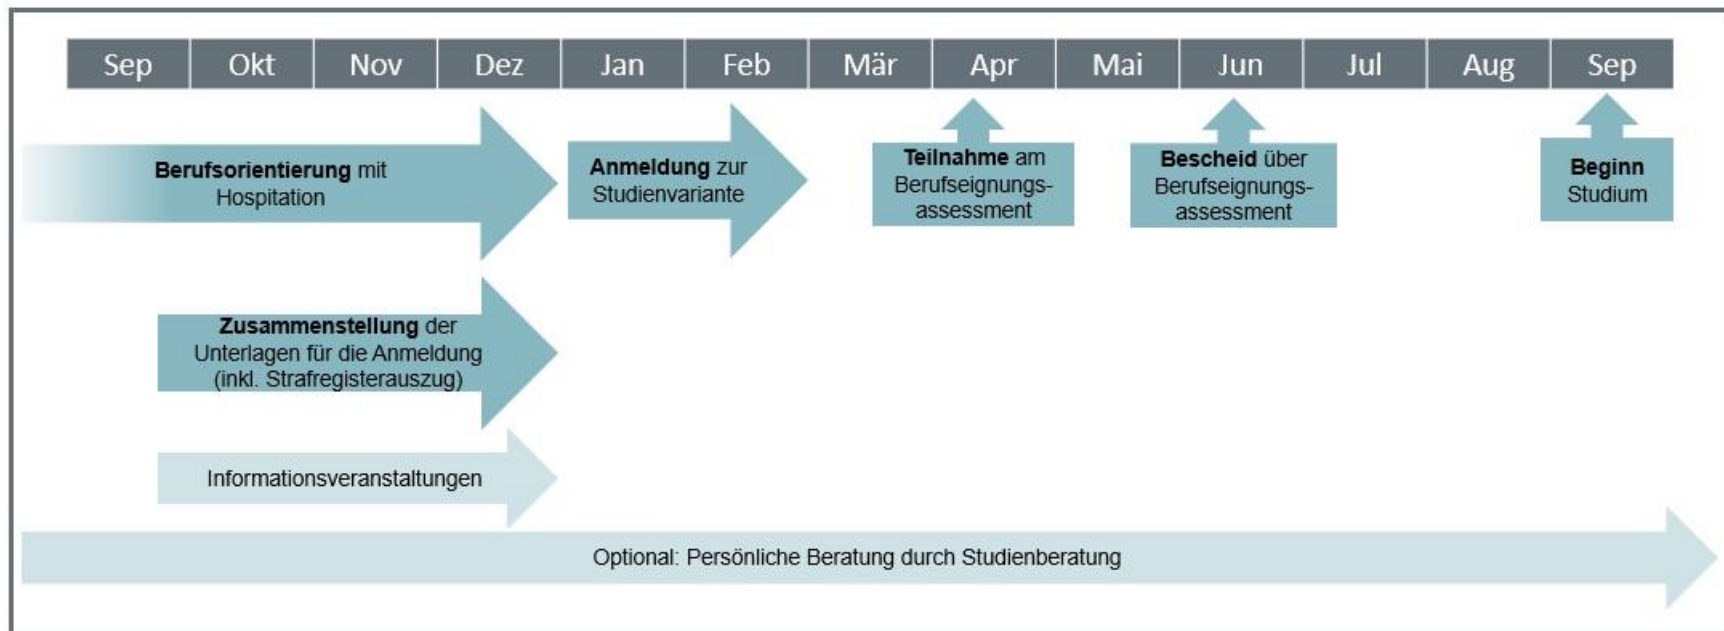 Sep Okt Nov Dez Jan Feb Mär Apr Mai Jun Jul Aug Sep
Berufsorientierung mit
Hospitation
Anmeldung zur
Studienvariante
Teilnahme am
Berufseignungs-
assessment
Bescheid über
Berufseignungs-
assessment
Beginn
Studium
Zusammenstellung der
Unterlagen für die Anmeldung
(inkl. Strafregisterauszug)
Informationsveranstaltungen
Optional: Persönliche Beratung durch Studienberatung